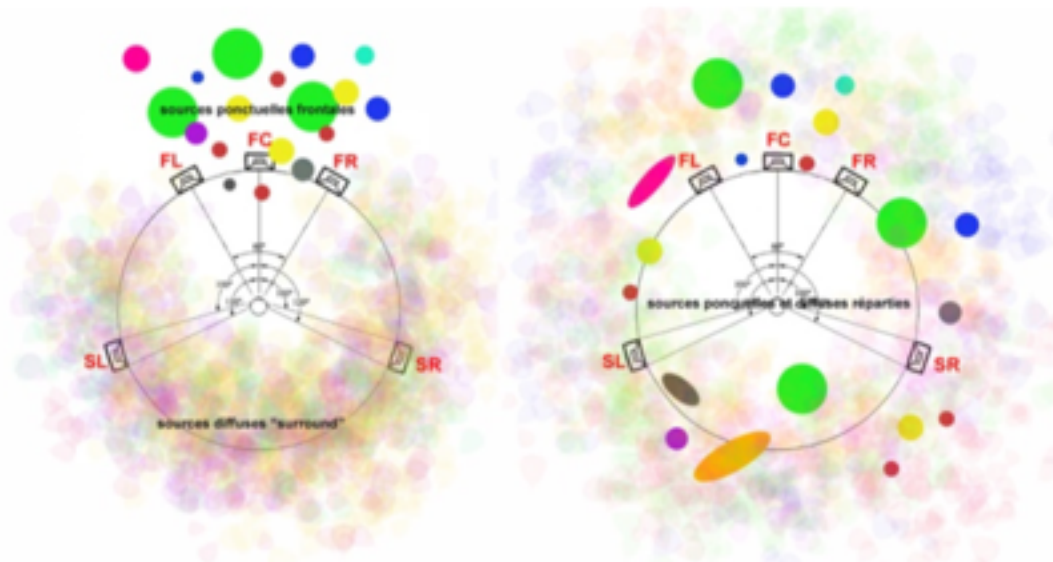 sources ponctuelles frontales
FC
FL
FR
SL
SR
sources diffuses "surround"
FC
FL
FR
sources ponctuelles et diffuses réparties
SL
SR